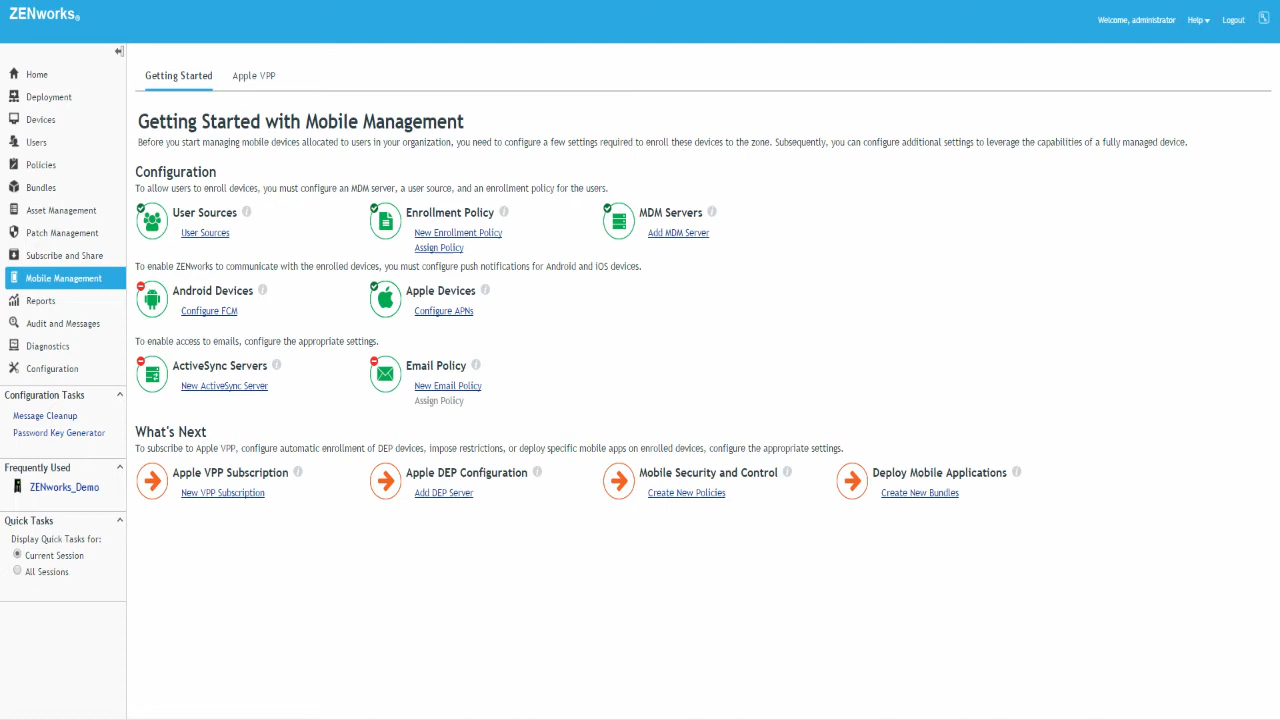 ZENworks®
Welcome, administrator Help Logout
Home
Deployment
Devices
Users
Policies
Bundles
Asset Management
Patch Management
Subscribe and Share
Mobile Management
Reports
Audit and Messages
Diagnostics
Configuration
Configuration Tasks
Message Cleanup
Password Key Generator
Frequently Used
ZENworks_Demo
Quick Tasks
Display Quick Tasks for:
Current Session
All Sessions
Getting Started Apple VPP
Getting Started with Mobile Management
Before you start managing mobile devices allocated to users in your organization, you need to configure a few settings required to enroll these devices to the zone. Subsequently, you can configure additional settings to leverage the capabilities of a fully managed device.
Configuration
To allow users to enroll devices, you must configure an MDM server, a user source, and an enrollment policy for the users.
User Sources Enrollment Policy MDM Servers
User Sources New Enrollment Policy Add MDM Server
Assign Policy
To enable ZENworks to communicate with the enrolled devices, you must configure push notifications for Android and iOS devices.
Android Devices Apple Devices
Configure FCM Configure APNs
To enable access to emails, configure the appropriate settings.
ActiveSync Servers Email Policy
New ActiveSync Server New Email Policy
Assign Policy
What's Next
To subscribe to Apple VPP, configure automatic enrollment of DEP devices, impose restrictions, or deploy specific mobile apps on enrolled devices, configure the appropriate settings.
Apple VPP Subscription Apple DEP Configuration Mobile Security and Control Deploy Mobile Applications
New VPP Subscription Add DEP Server Create New Policies Create New Bundles